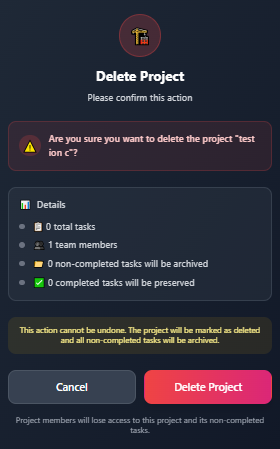 Delete Project
Please confirm this action
Are you sure you want to delete the project "test
ion c"?
Details
0 total tasks
1 team members
0 non-completed tasks will be archived
0 completed tasks will be preserved
This action cannot be undone. The project will be marked as deleted
and all non-completed tasks will be archived.
Cancel
Delete Project
Project members will lose access to this project and its non-completed
tasks.